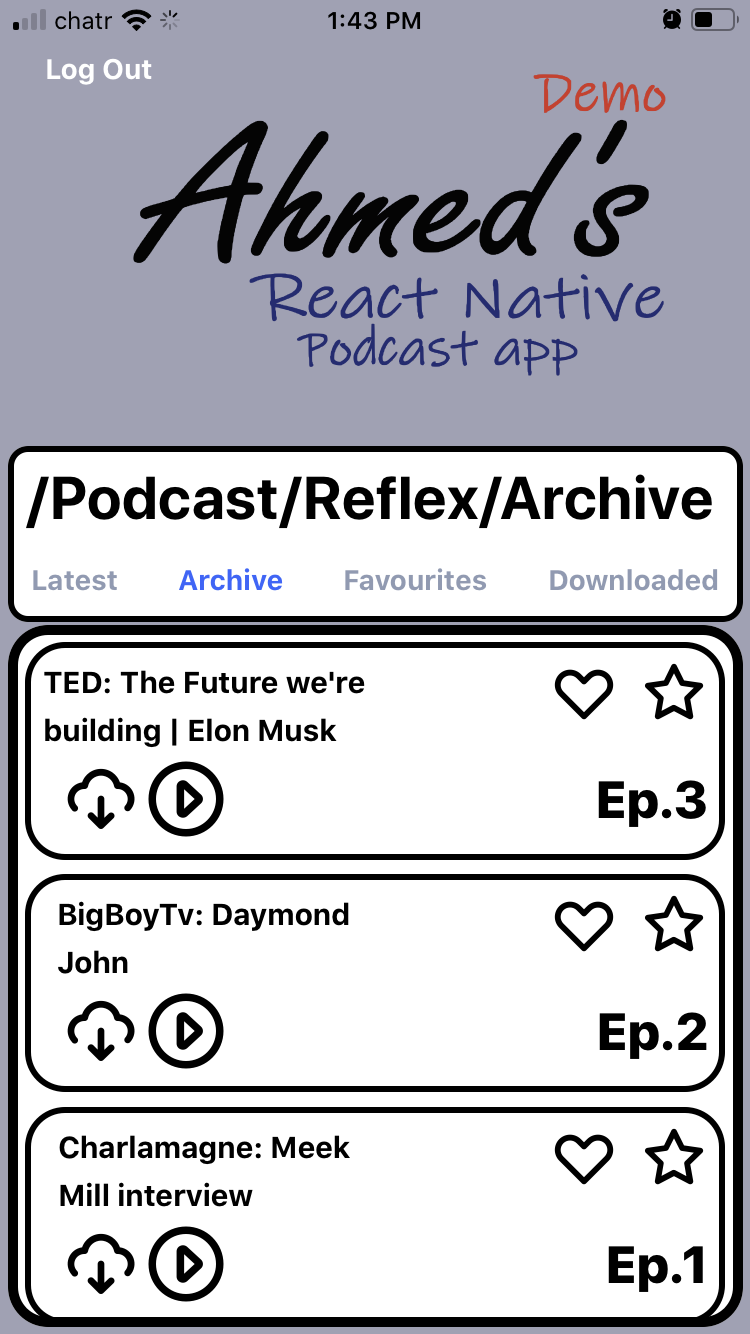 chatr 1:43 PM
Log Out
Demo
Ahmed's
React Native
Podcast app
/Podcast/Reflex/Archive
Latest Archive Favourites Downloaded
TED: The Future we're
building | Elon Musk
Ep.3
BigBoyTv: Daymond
John
Ep.2
Charlamagne: Meek
Mill interview
Ep.1